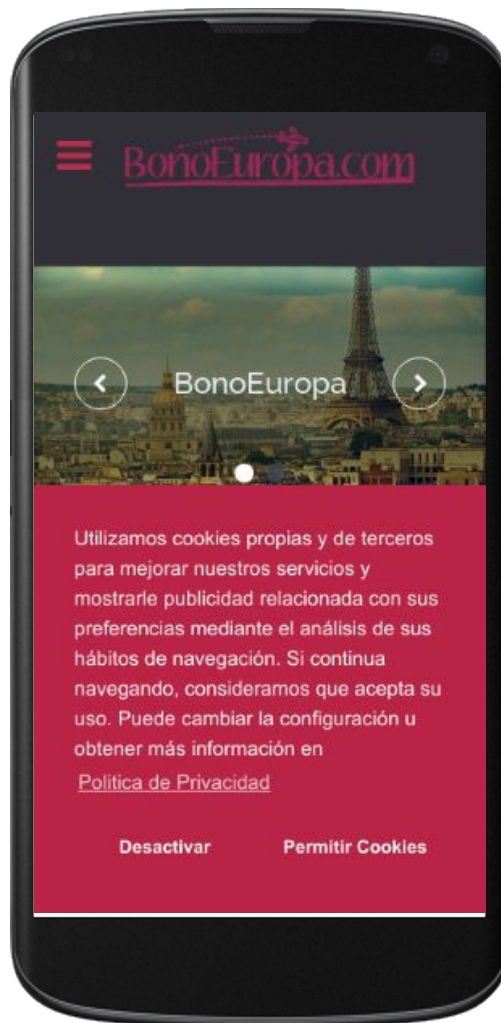 BonoEuropa.com
BonoEuropa
Utilizamos cookies propias y de terceros
para mejorar nuestros servicios y
mostrarle publicidad relacionada con sus
preferencias mediante el análisis de sus
hábitos de navegación. Si continua
navegando, consideramos que acepta su
uso. Puede cambiar la configuración u
obtener más información en
Politica de Privacidad
Desactivar Permitir Cookies